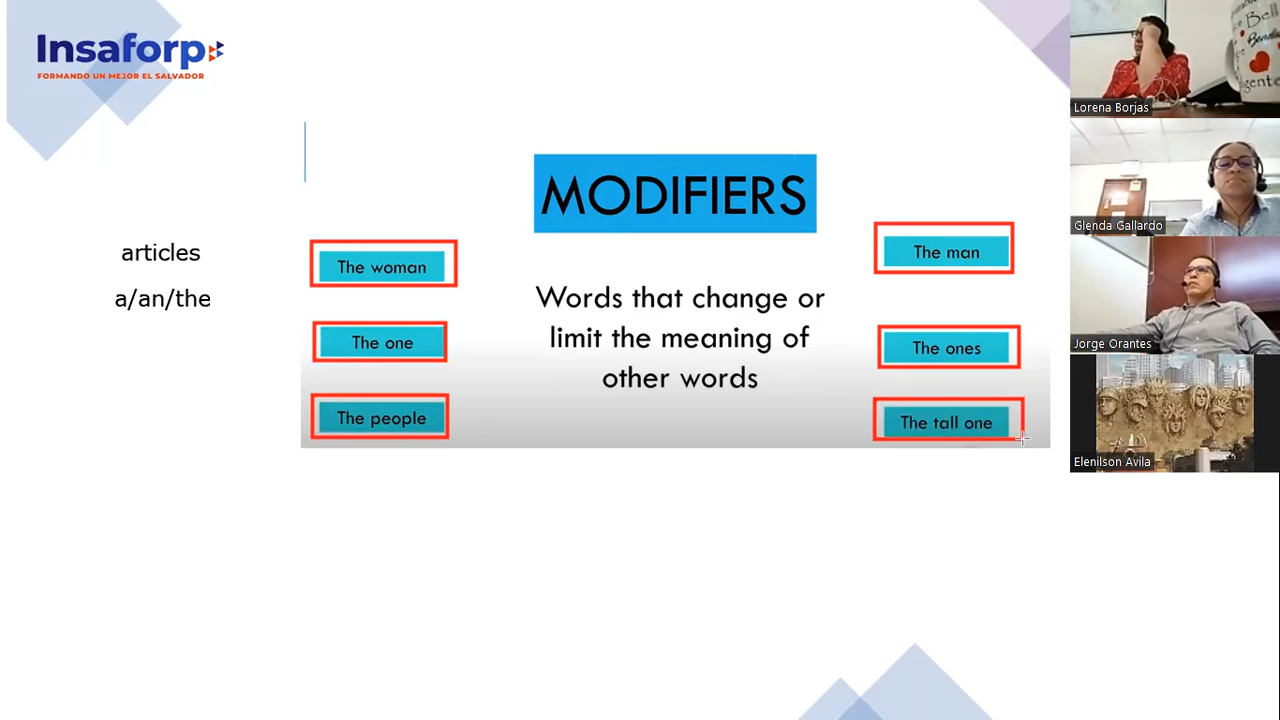 Insaforp
FORMANDO UN MEJOR EL SALVADOR
articles
a/an/the
MODIFIERS
Words that change or
limit the meaning of
other words
The woman
The one
The people
The man
The ones
The tall one
Bell
Lorena Borjas
Glenda Gallardo
Jorge Orantes
Elenilson Avila